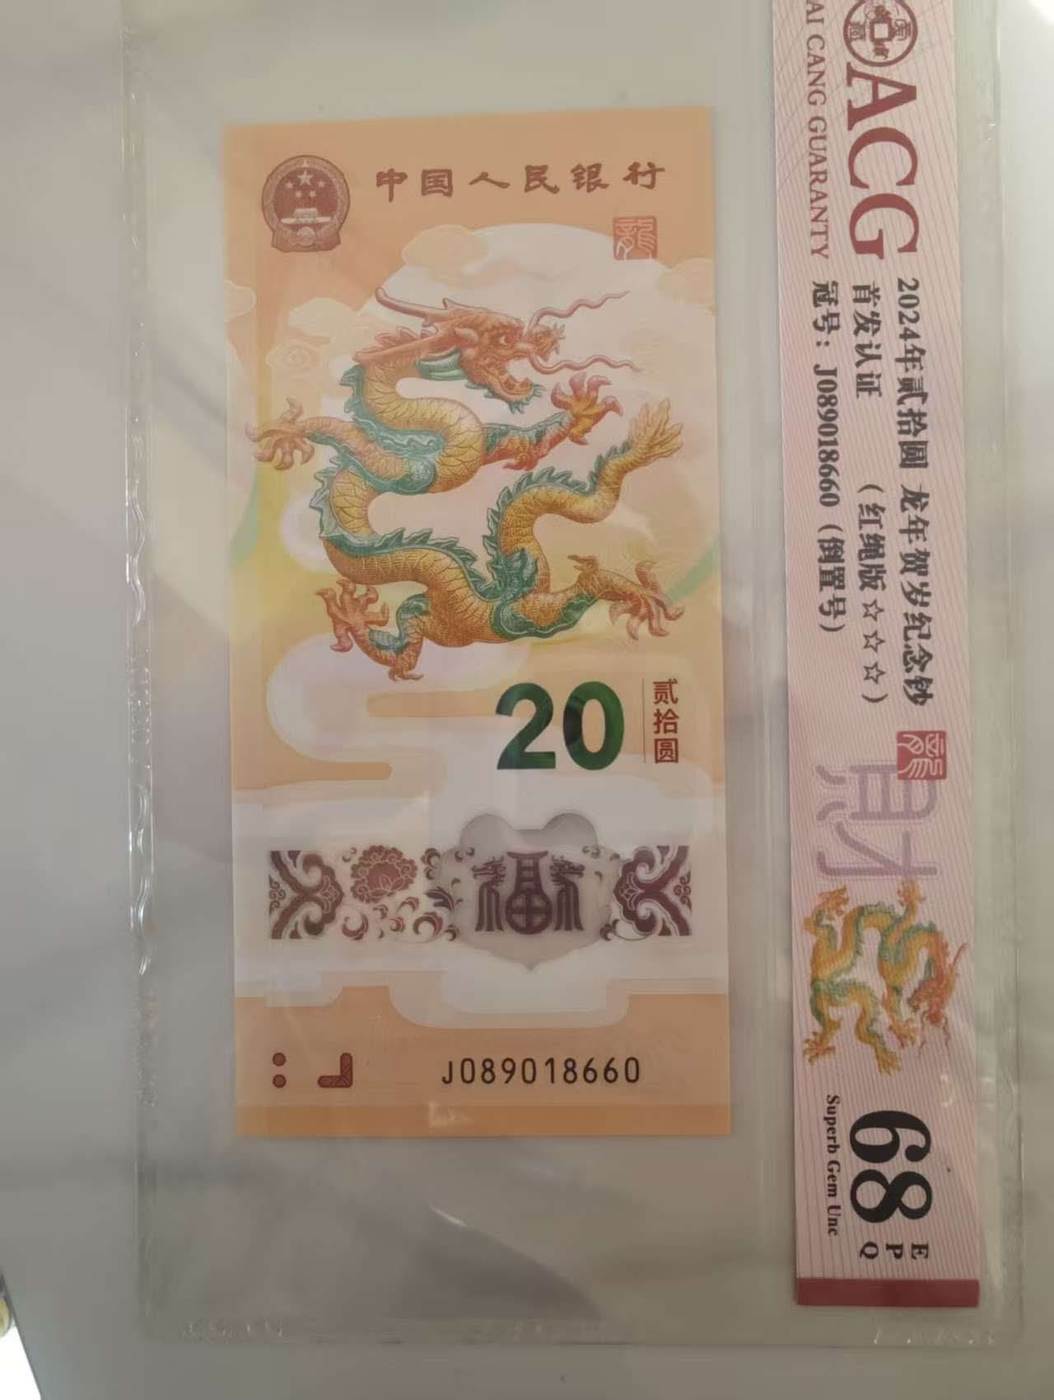 中国人民银行
龍
20
贰拾圆
福
J089018660
ACG
AI CANG GUARANTY
2024年贰拾圆 龙年贺岁纪念钞
首发认证 （红绳版☆☆☆）
冠号：J089018660（倒置号）
68
EPQ
Superb Gem Unc